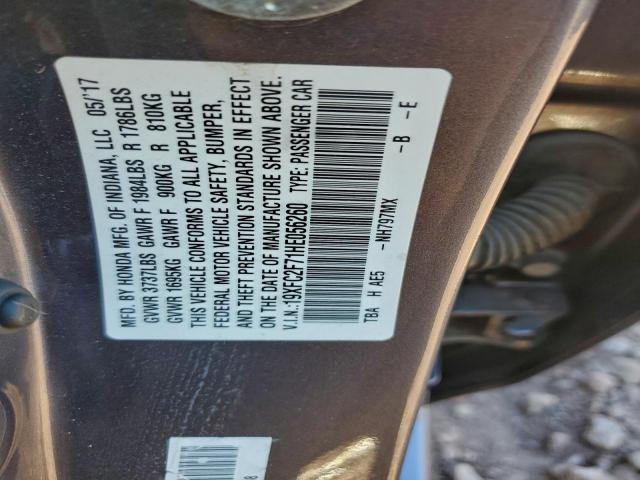 MFD. BY HONDA MFG. OF INDIANA, LLC 05/17
GVWR 3737LBS GAWR F 1984LBS R 1786LBS
GVWR 1695KG GAWR F 900KG R 810KG
THIS VEHICLE CONFORMS TO ALL APPLICABLE
FEDERAL MOTOR VEHICLE SAFETY, BUMPER,
AND THEFT PREVENTION STANDARDS IN EFFECT
ON THE DATE OF MANUFACTURE SHOWN ABOVE.
V.I.N.:19XFC2F71HE056260 TYPE: PASSENGER CAR
TBA H AE5 -NH797MX -B -E
8